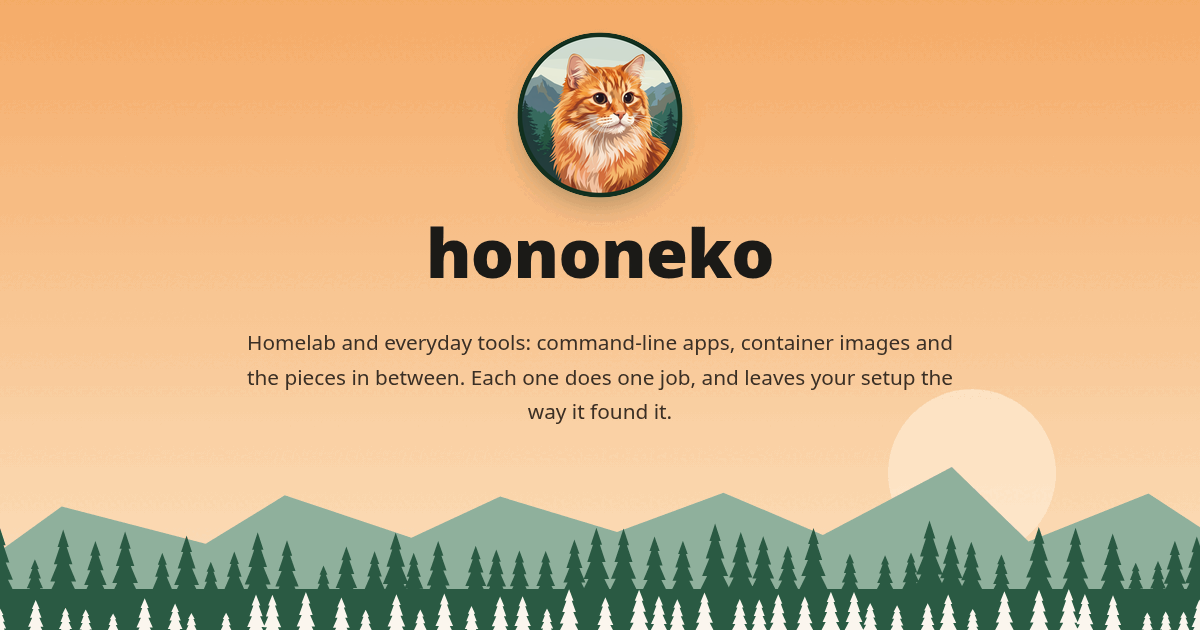 hononeko
Homelab and everyday tools: command-line apps, container images and
the pieces in between. Each one does one job, and leaves your setup the
way it found it.